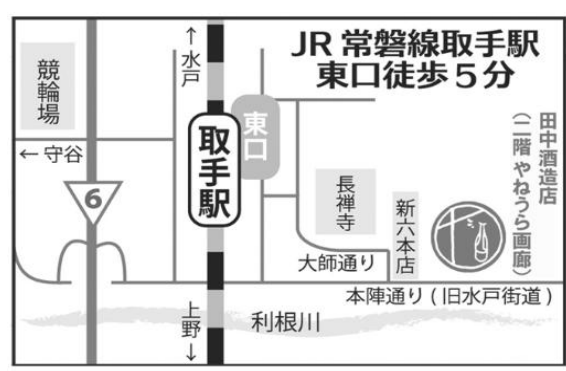 JR 常磐線取手駅
東口徒歩５分
↑水戸
競輪場
← 守谷
6
取手駅
東口
長禅寺
新六本店
大師通り
田中酒造店
（二階 やねうら画廊）
本陣通り ( 旧水戸街道 )
上野↓
利根川